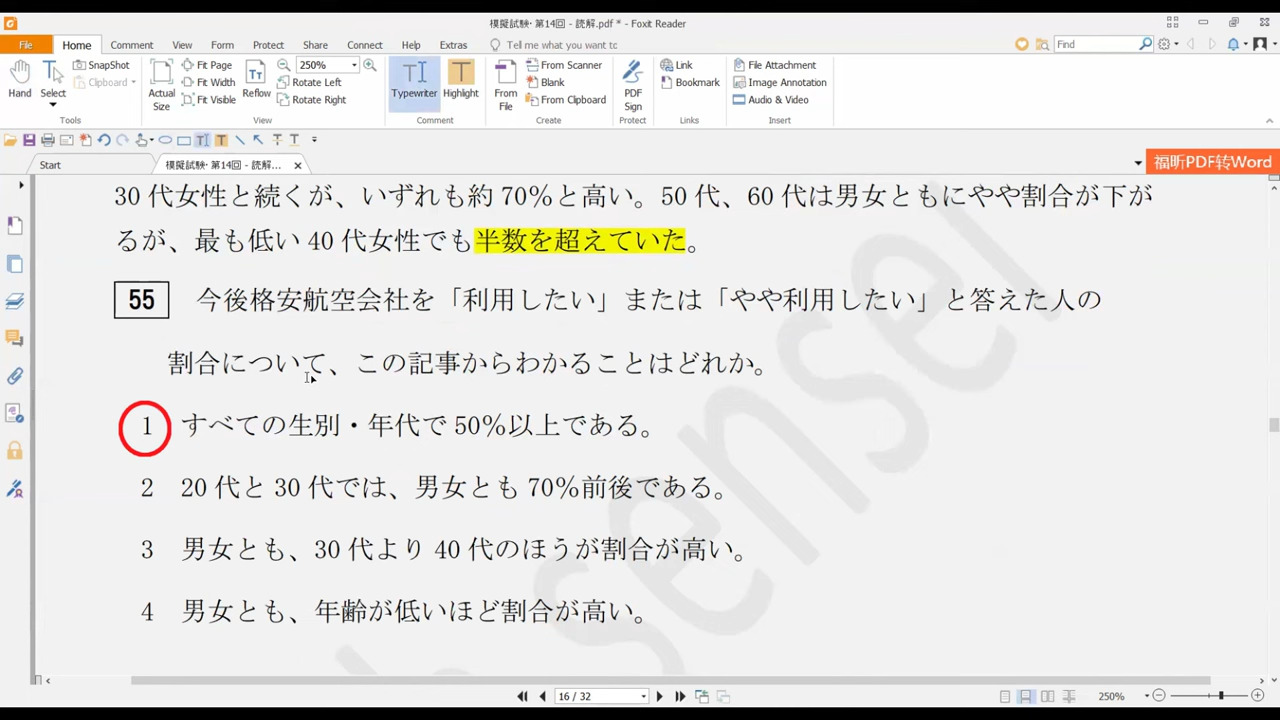 模擬試験· 第14回 - 読解.pdf * - Foxit Reader
File Home Comment View Form Protect Share Connect Help Extras Tell me what you want to Find
SnapShot Fit Page 250% From Scanner Link File Attachment
Clipboard Fit Width Rotate Left Blank Bookmark Image Annotation
Hand Select Actual Size Fit Visible Reflow Rotate Right Typewriter Highlight From File From Clipboard PDF Sign Audio & Video
Tools View Comment Create Protect Links Insert
Start 模擬試験· 第14回 - 読解... 福昕PDF转Word
30 代女性と続くが、いずれも約 70%と高い。50 代、60 代は男女ともにやや割合が下が
るが、最も低い 40 代女性でも半数を超えていた。
55 今後格安航空会社を「利用したい」または「やや利用したい」と答えた人の
割合について、この記事からわかることはどれか。
1 すべての生別・年代で 50%以上である。
2 20 代と 30 代では、男女とも 70%前後である。
3 男女とも、30 代より 40 代のほうが割合が高い。
4 男女とも、年齢が低いほど割合が高い。
sensei
16 / 32 250%